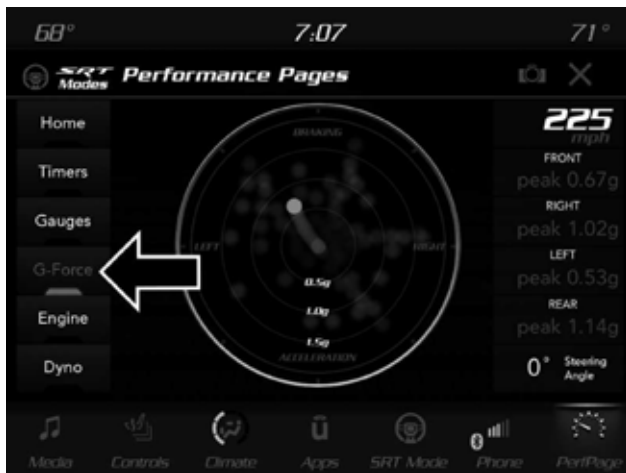 68° 7:07 71°
SRT Modes Performance Pages
Home
Timers
Gauges
G-Force
Engine
Dyno
BRAKING
LEFT
RIGHT
0.5g
1.0g
1.5g
ACCELERATION
225
mph
FRONT
peak 0.67g
RIGHT
peak 1.02g
LEFT
peak 0.53g
REAR
peak 1.14g
0° Steering Angle
Media Controls Climate Apps SRT Mode Phone PerfPage